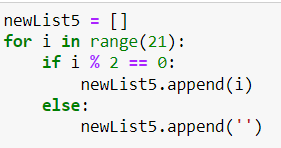 newList5 = []
for i in range(21):
    if i % 2 == 0:
        newList5.append(i)
    else:
        newList5.append('')